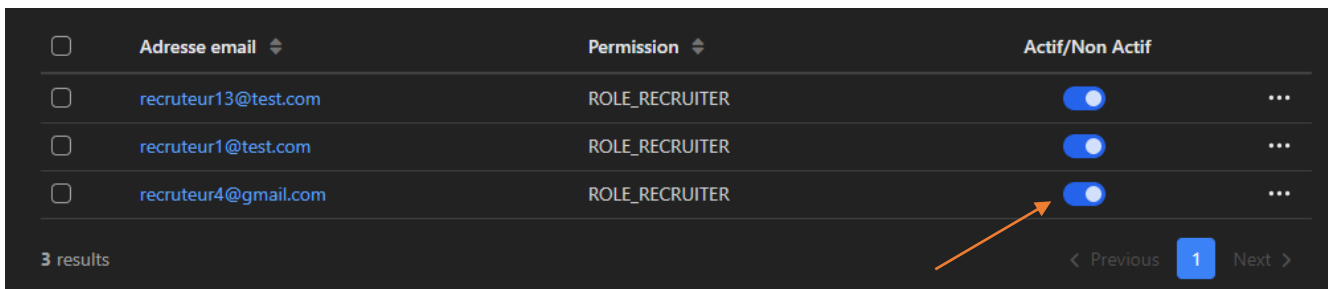 Adresse email Permission Actif/Non Actif
recruteur13@test.com ROLE_RECRUITER
recruteur1@test.com ROLE_RECRUITER
recruteur4@gmail.com ROLE_RECRUITER
3 results Previous 1 Next